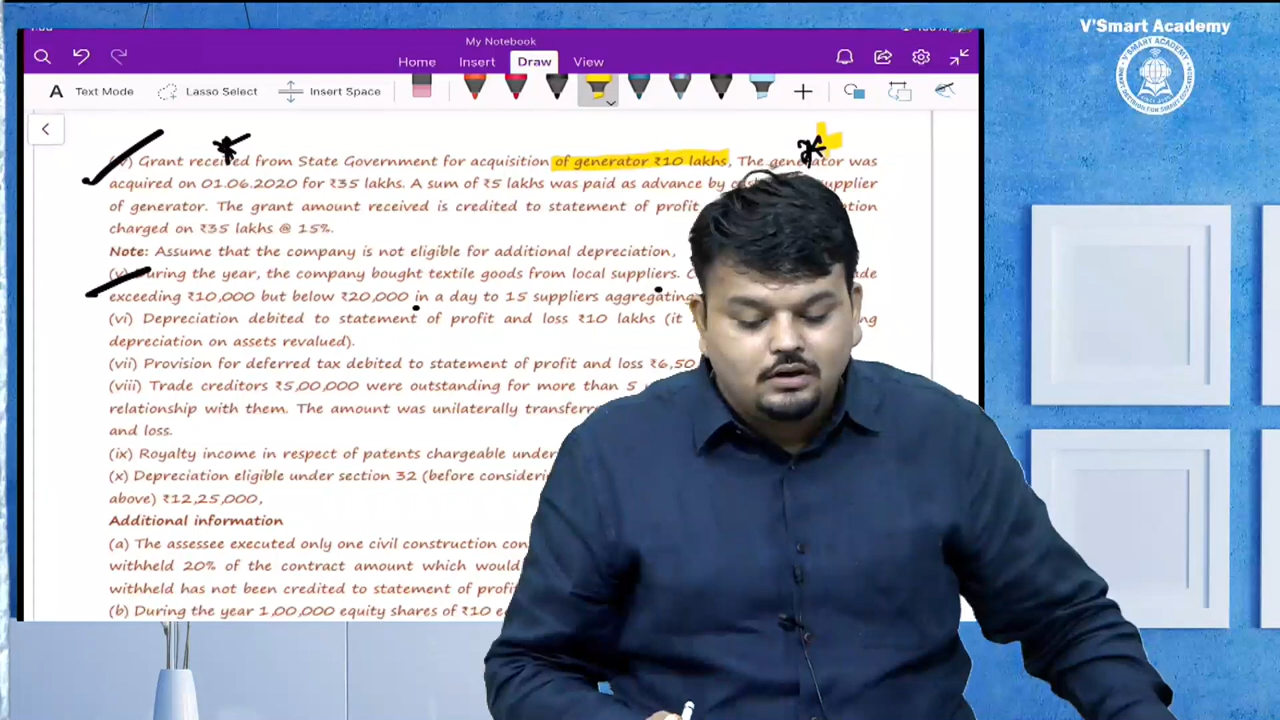 V'Smart Academy
My Notebook
Home Insert Draw View
A Text Mode Lasso Select Insert Space
Grant received from State Government for acquisition of generator ₹10 lakhs, The generator was
acquired on 01.06.2020 for ₹35 lakhs. A sum of ₹5 lakhs was paid as advance by supplier
of generator. The grant amount received is credited to statement of profit
charged on ₹35 lakhs @ 15%.
Note: Assume that the company is not eligible for additional depreciation,
(v) During the year, the company bought textile goods from local suppliers.
exceeding ₹10,000 but below ₹20,000 in a day to 15 suppliers aggregating
(vi) Depreciation debited to statement of profit and loss ₹10 lakhs (it
depreciation on assets revalued).
(vii) Provision for deferred tax debited to statement of profit and loss ₹6,50
(viii) Trade creditors ₹5,00,000 were outstanding for more than 5
relationship with them. The amount was unilaterally
and loss.
(ix) Royalty income in respect of patents chargeable under
(x) Depreciation eligible under section 32 (before
above) ₹12,25,000,
Additional information
(a) The assessee executed only one civil construction
withheld 20% of the contract amount which would
withheld has not been credited to statement of
(b) During the year 1,00,000 equity shares of ₹10